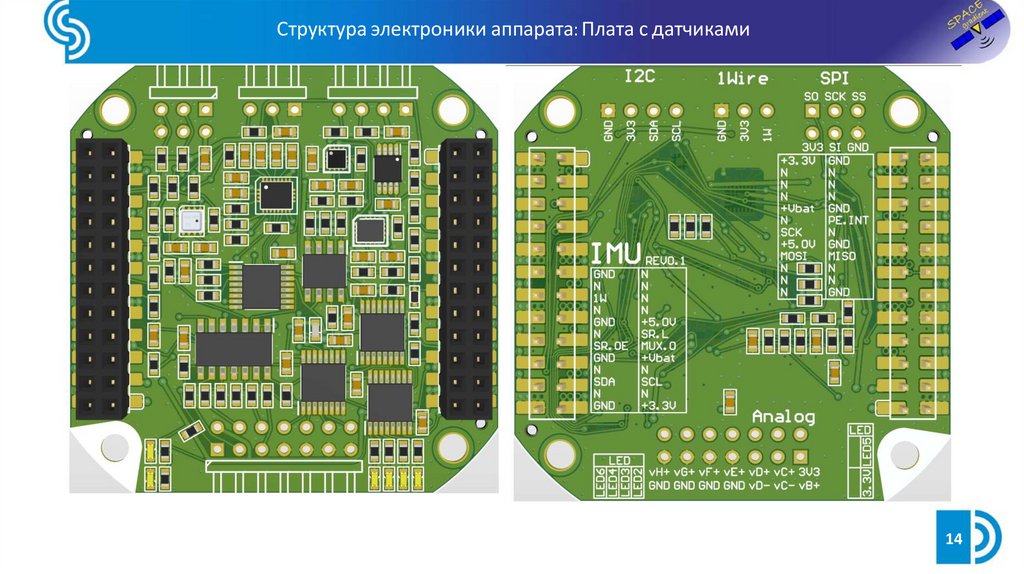 Структура электроники аппарата: Плата с датчиками
SPACE
gradient
I2C 1Wire SPI
SO SCK SS
GND 3V3 SDA SCL GND 3V3 1W
3V3 SI GND
+3.3V GND
N N
N N
N N
+Vbat GND
N PE.INT
SCK N
+5.0V GND
MOSI MISO
N N
N N
N GND
IMU REV0.1
GND N
N N
1W N
N N
GND +5.0V
N SR.L
SR.OE MUX.O
GND +Vbat
N N
SDA SCL
N N
GND +3.3V
Analog
LED
LED6 LED4 LED3 LED2
vH+ vG+ vF+ vE+ vD+ vC+ 3V3
GND GND GND GND vD- vC- vB+
LED
3.3V LED5
14